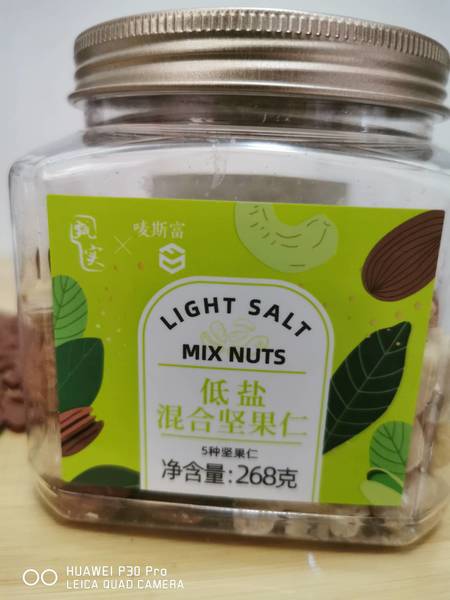 甄实 × 唛斯富
LIGHT SALT
MIX NUTS
低盐
混合坚果仁
5种坚果仁
净含量:268克
HUAWEI P30 Pro
LEICA QUAD CAMERA